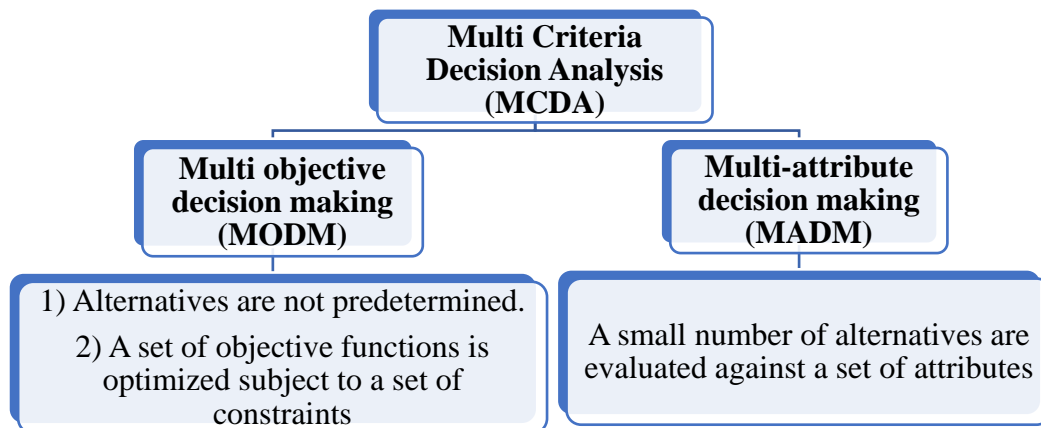 Multi Criteria
Decision Analysis
(MCDA)
Multi objective
decision making
(MODM)
Multi-attribute
decision making
(MADM)
1) Alternatives are not predetermined.
2) A set of objective functions is
optimized subject to a set of
constraints
A small number of alternatives are
evaluated against a set of attributes